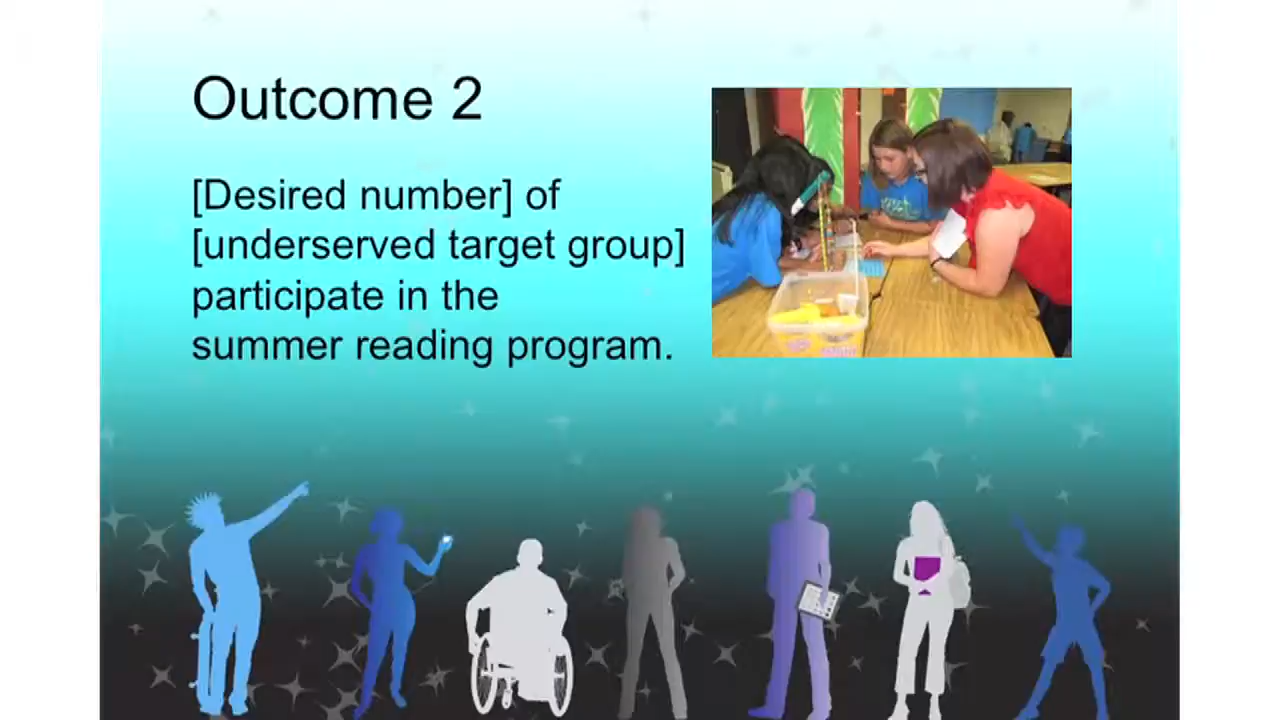 Outcome 2
[Desired number] of
[underserved target group]
participate in the
summer reading program.